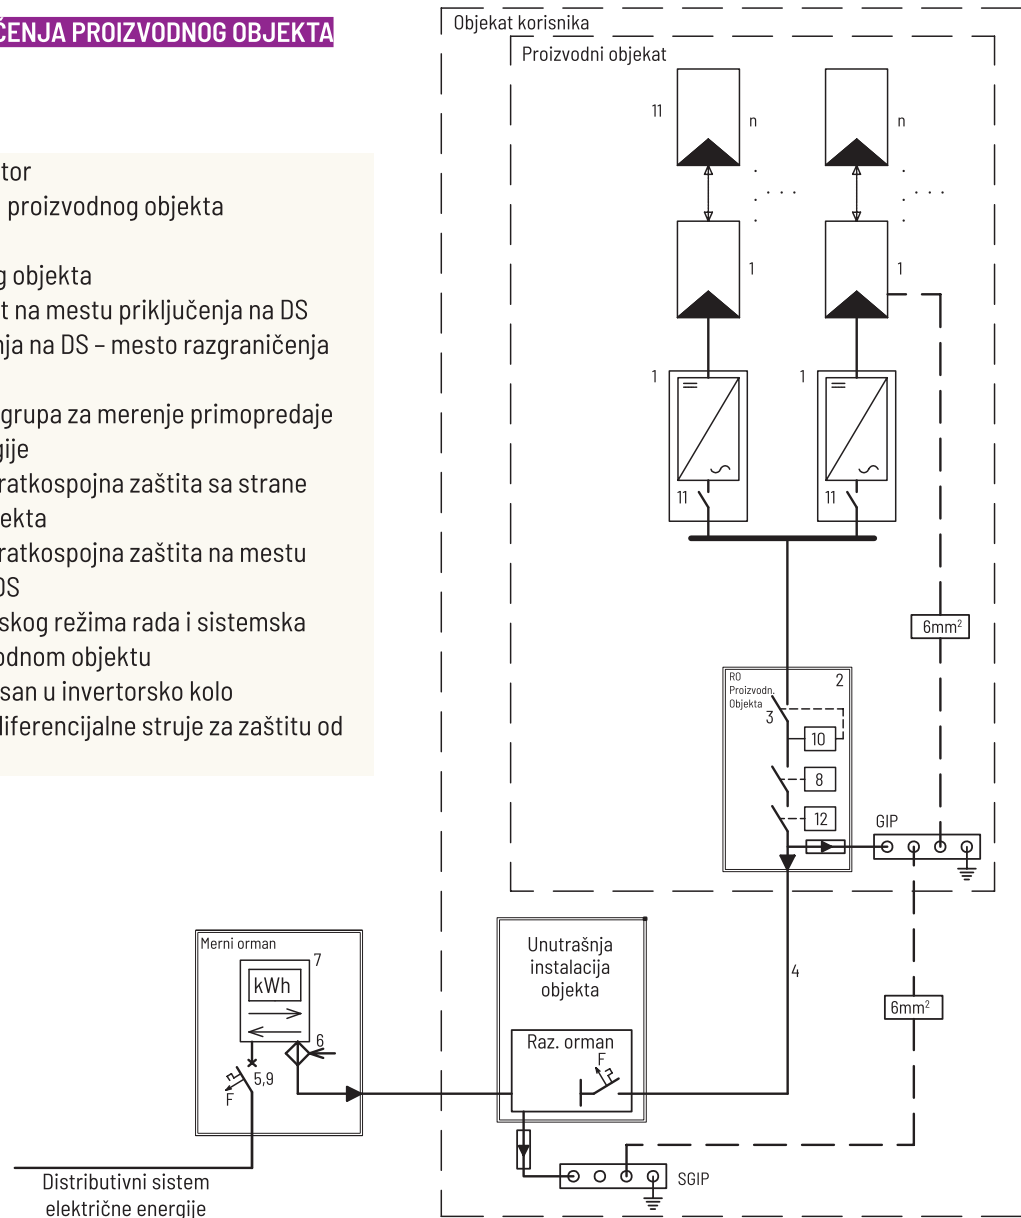 ČENJA PROIZVODNOG OBJEKTA
tor
proizvodnog objekta
g objekta
t na mestu priključenja na DS
nja na DS – mesto razgraničenja
grupa za merenje primopredaje
gije
ratkospojna zaštita sa strane
jekta
ratkospojna zaštita na mestu
DS
skog režima rada i sistemska
odnom objektu
san u invertorsko kolo
diferencijalne struje za zaštitu od
Objekat korisnika
Proizvodni objekat
11
n
n
1
1
1
1
11
11
6mm²
RO
Proizvodn.
Objekta
2
3
10
8
12
GIP
4
6mm²
Merni orman
7
kWh
6
5,9
F
Unutrašnja
instalacija
objekta
Raz. orman
F
SGIP
Distributivni sistem
električne energije